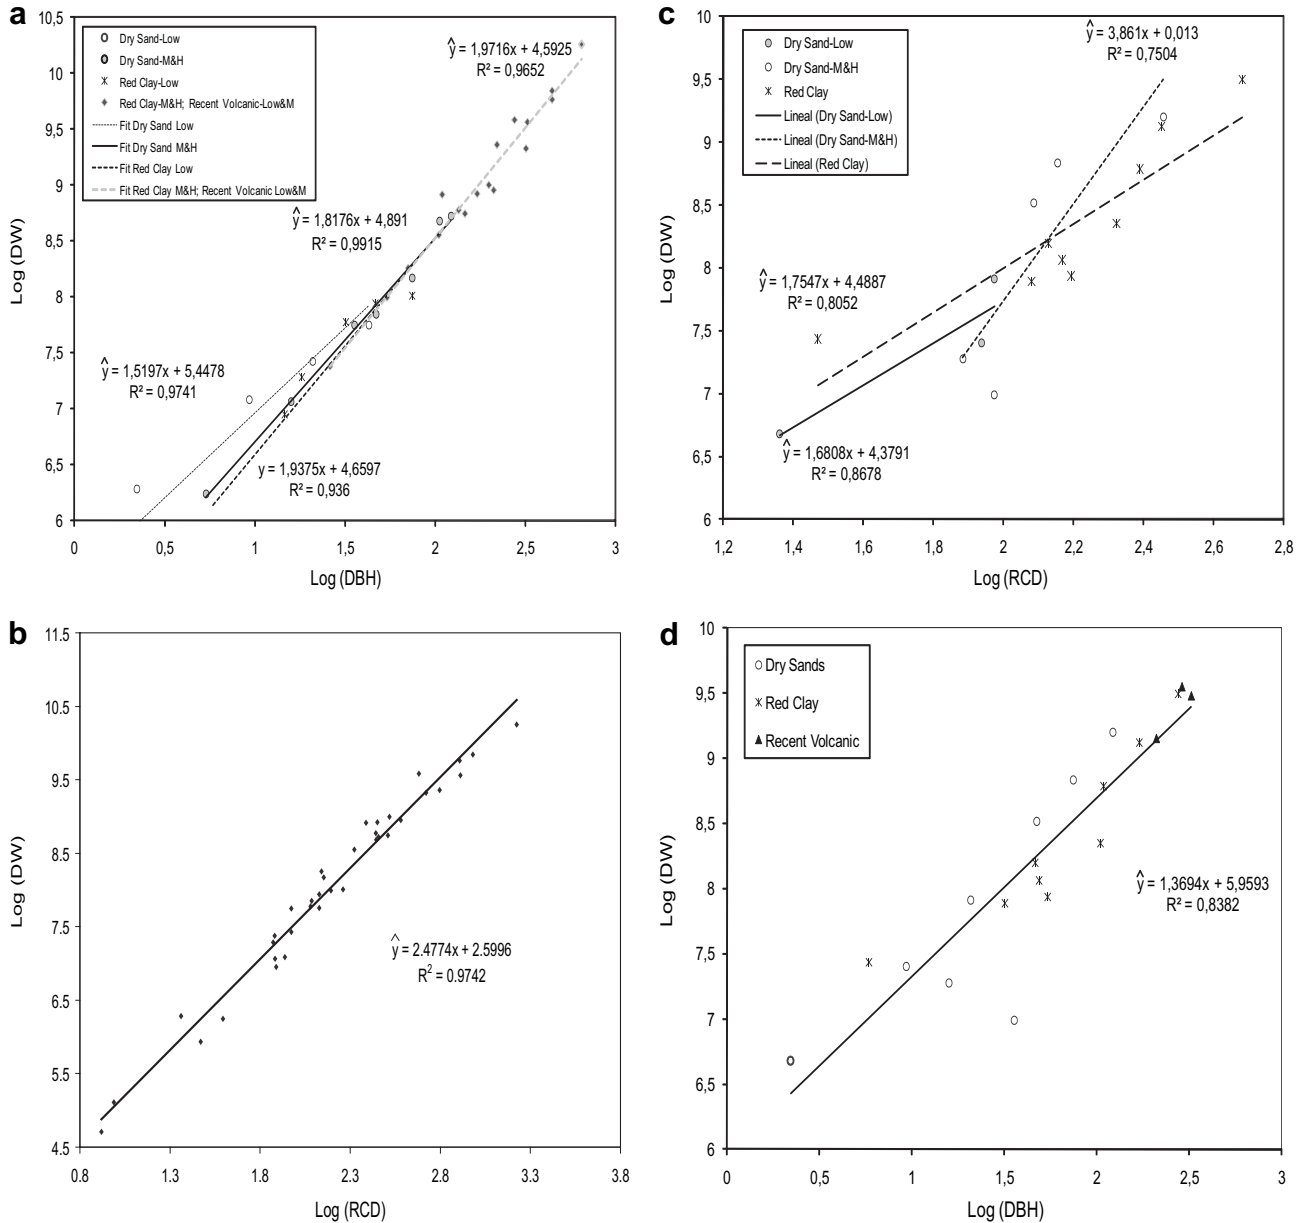 a
10,5
10
9,5
9
8,5
8
7,5
7
6,5
6
Log (DW)
Dry Sand-Low
Dry Sand-M&H
Red Clay-Low
Red Clay-M&H; Recent Volcanic-Low&M
Fit Dry Sand Low
Fit Dry Sand M&H
Fit Red Clay Low
Fit Red Clay M&H; Recent Volcanic Low&M
ŷ = 1,9716x + 4,5925
R² = 0,9652
ŷ = 1,8176x + 4,891
R² = 0,9915
ŷ = 1,5197x + 5,4478
R² = 0,9741
y = 1,9375x + 4,6597
R² = 0,936
0 0,5 1 1,5 2 2,5 3
Log (DBH)
c
10
9,5
9
8,5
8
7,5
7
6,5
6
Log (DW)
Dry Sand-Low
Dry Sand-M&H
Red Clay
Lineal (Dry Sand-Low)
Lineal (Dry Sand-M&H)
Lineal (Red Clay)
ŷ = 3,861x + 0,013
R² = 0,7504
ŷ = 1,7547x + 4,4887
R² = 0,8052
ŷ = 1,6808x + 4,3791
R² = 0,8678
1,2 1,4 1,6 1,8 2 2,2 2,4 2,6 2,8
Log (RCD)
b
11.5
10.5
9.5
8.5
7.5
6.5
5.5
4.5
Log (DW)
ŷ = 2.4774x + 2.5996
R² = 0.9742
0.8 1.3 1.8 2.3 2.8 3.3 3.8
Log (RCD)
d
10
9,5
9
8,5
8
7,5
7
6,5
6
Log (DW)
Dry Sands
Red Clay
Recent Volcanic
ŷ = 1,3694x + 5,9593
R² = 0,8382
0 0,5 1 1,5 2 2,5 3
Log (DBH)